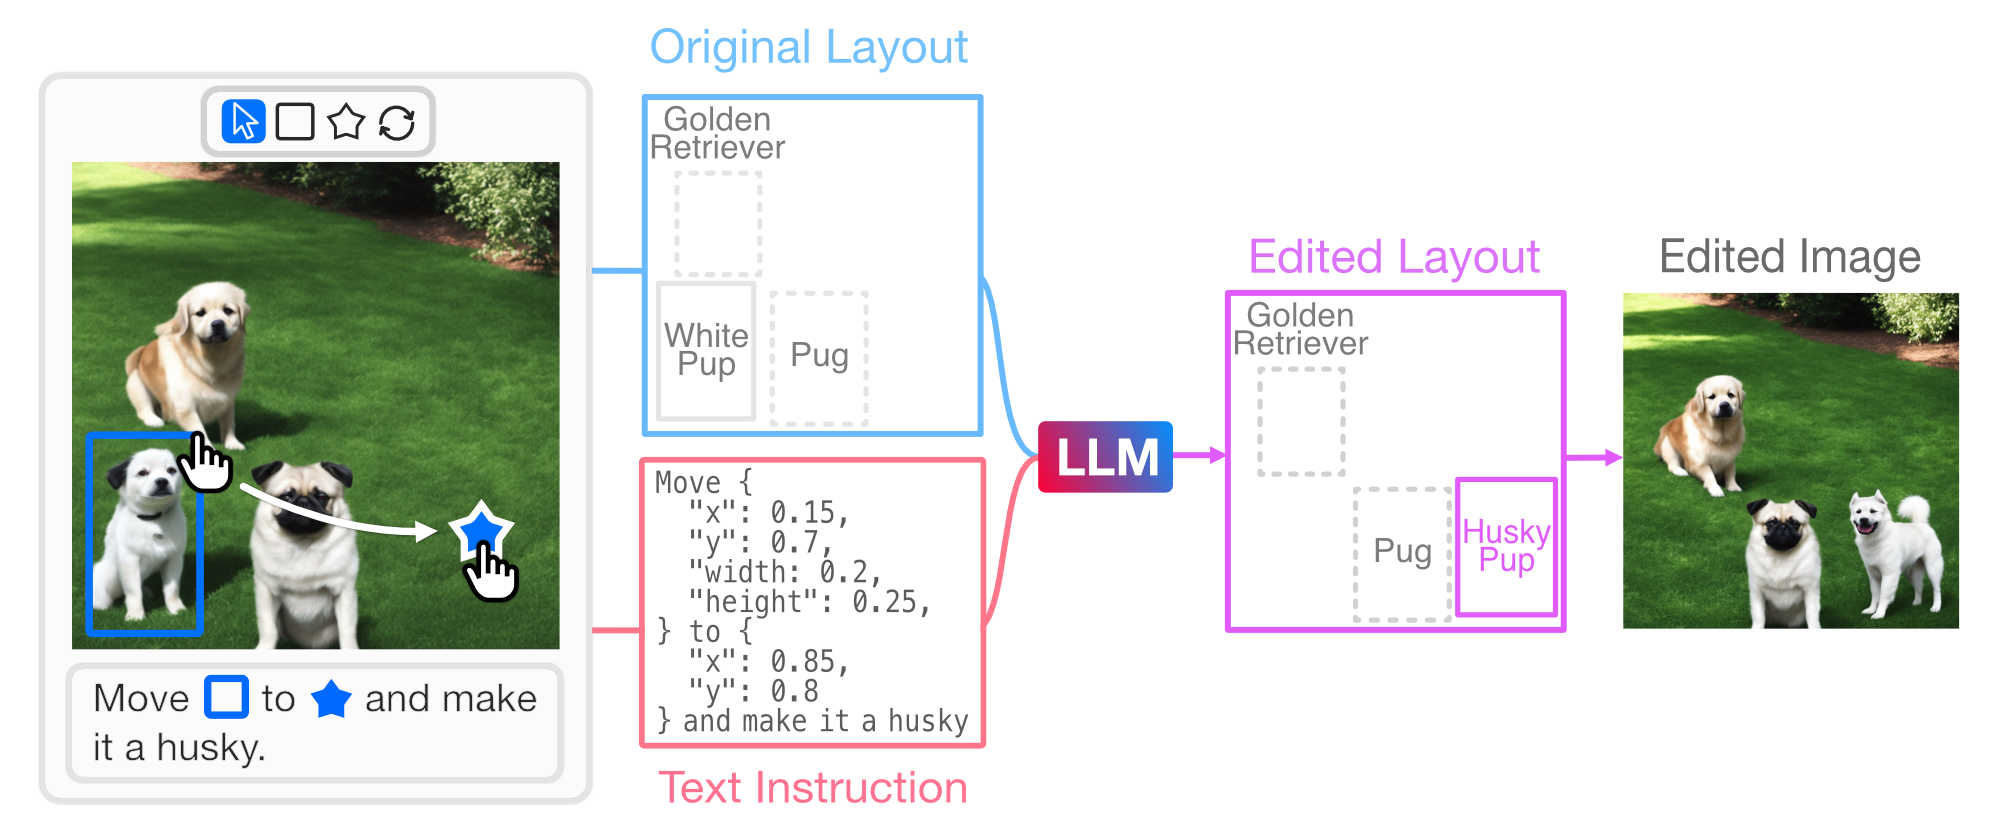 Original Layout
Golden
Retriever
White
Pup
Pug
Move to and make
it a husky.
Move {
"x": 0.15,
"y": 0.7,
"width: 0.2,
"height": 0.25,
} to {
"x": 0.85,
"y": 0.8
} and make it a husky
Text Instruction
LLM
Edited Layout
Golden
Retriever
Pug
Husky
Pup
Edited Image